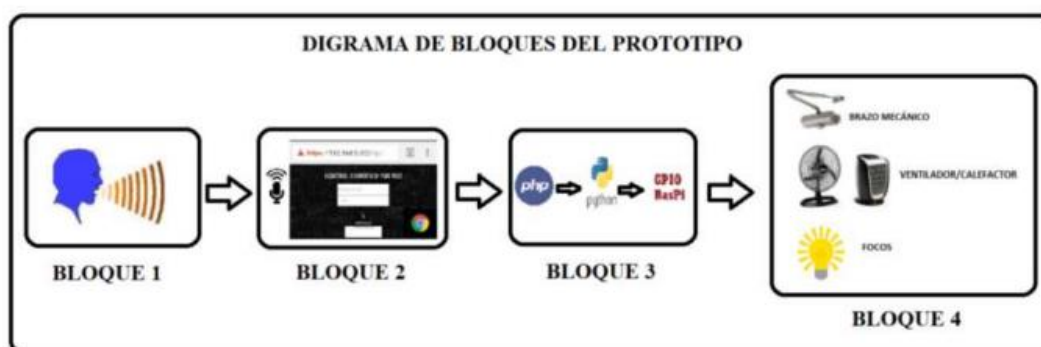 DIGRAMA DE BLOQUES DEL PROTOTIPO
BLOQUE 1
BLOQUE 2
php
python
GPIO
RasPi
BLOQUE 3
BRAZO MECÁNICO
VENTILADOR/CALEFACTOR
FOCOS
BLOQUE 4